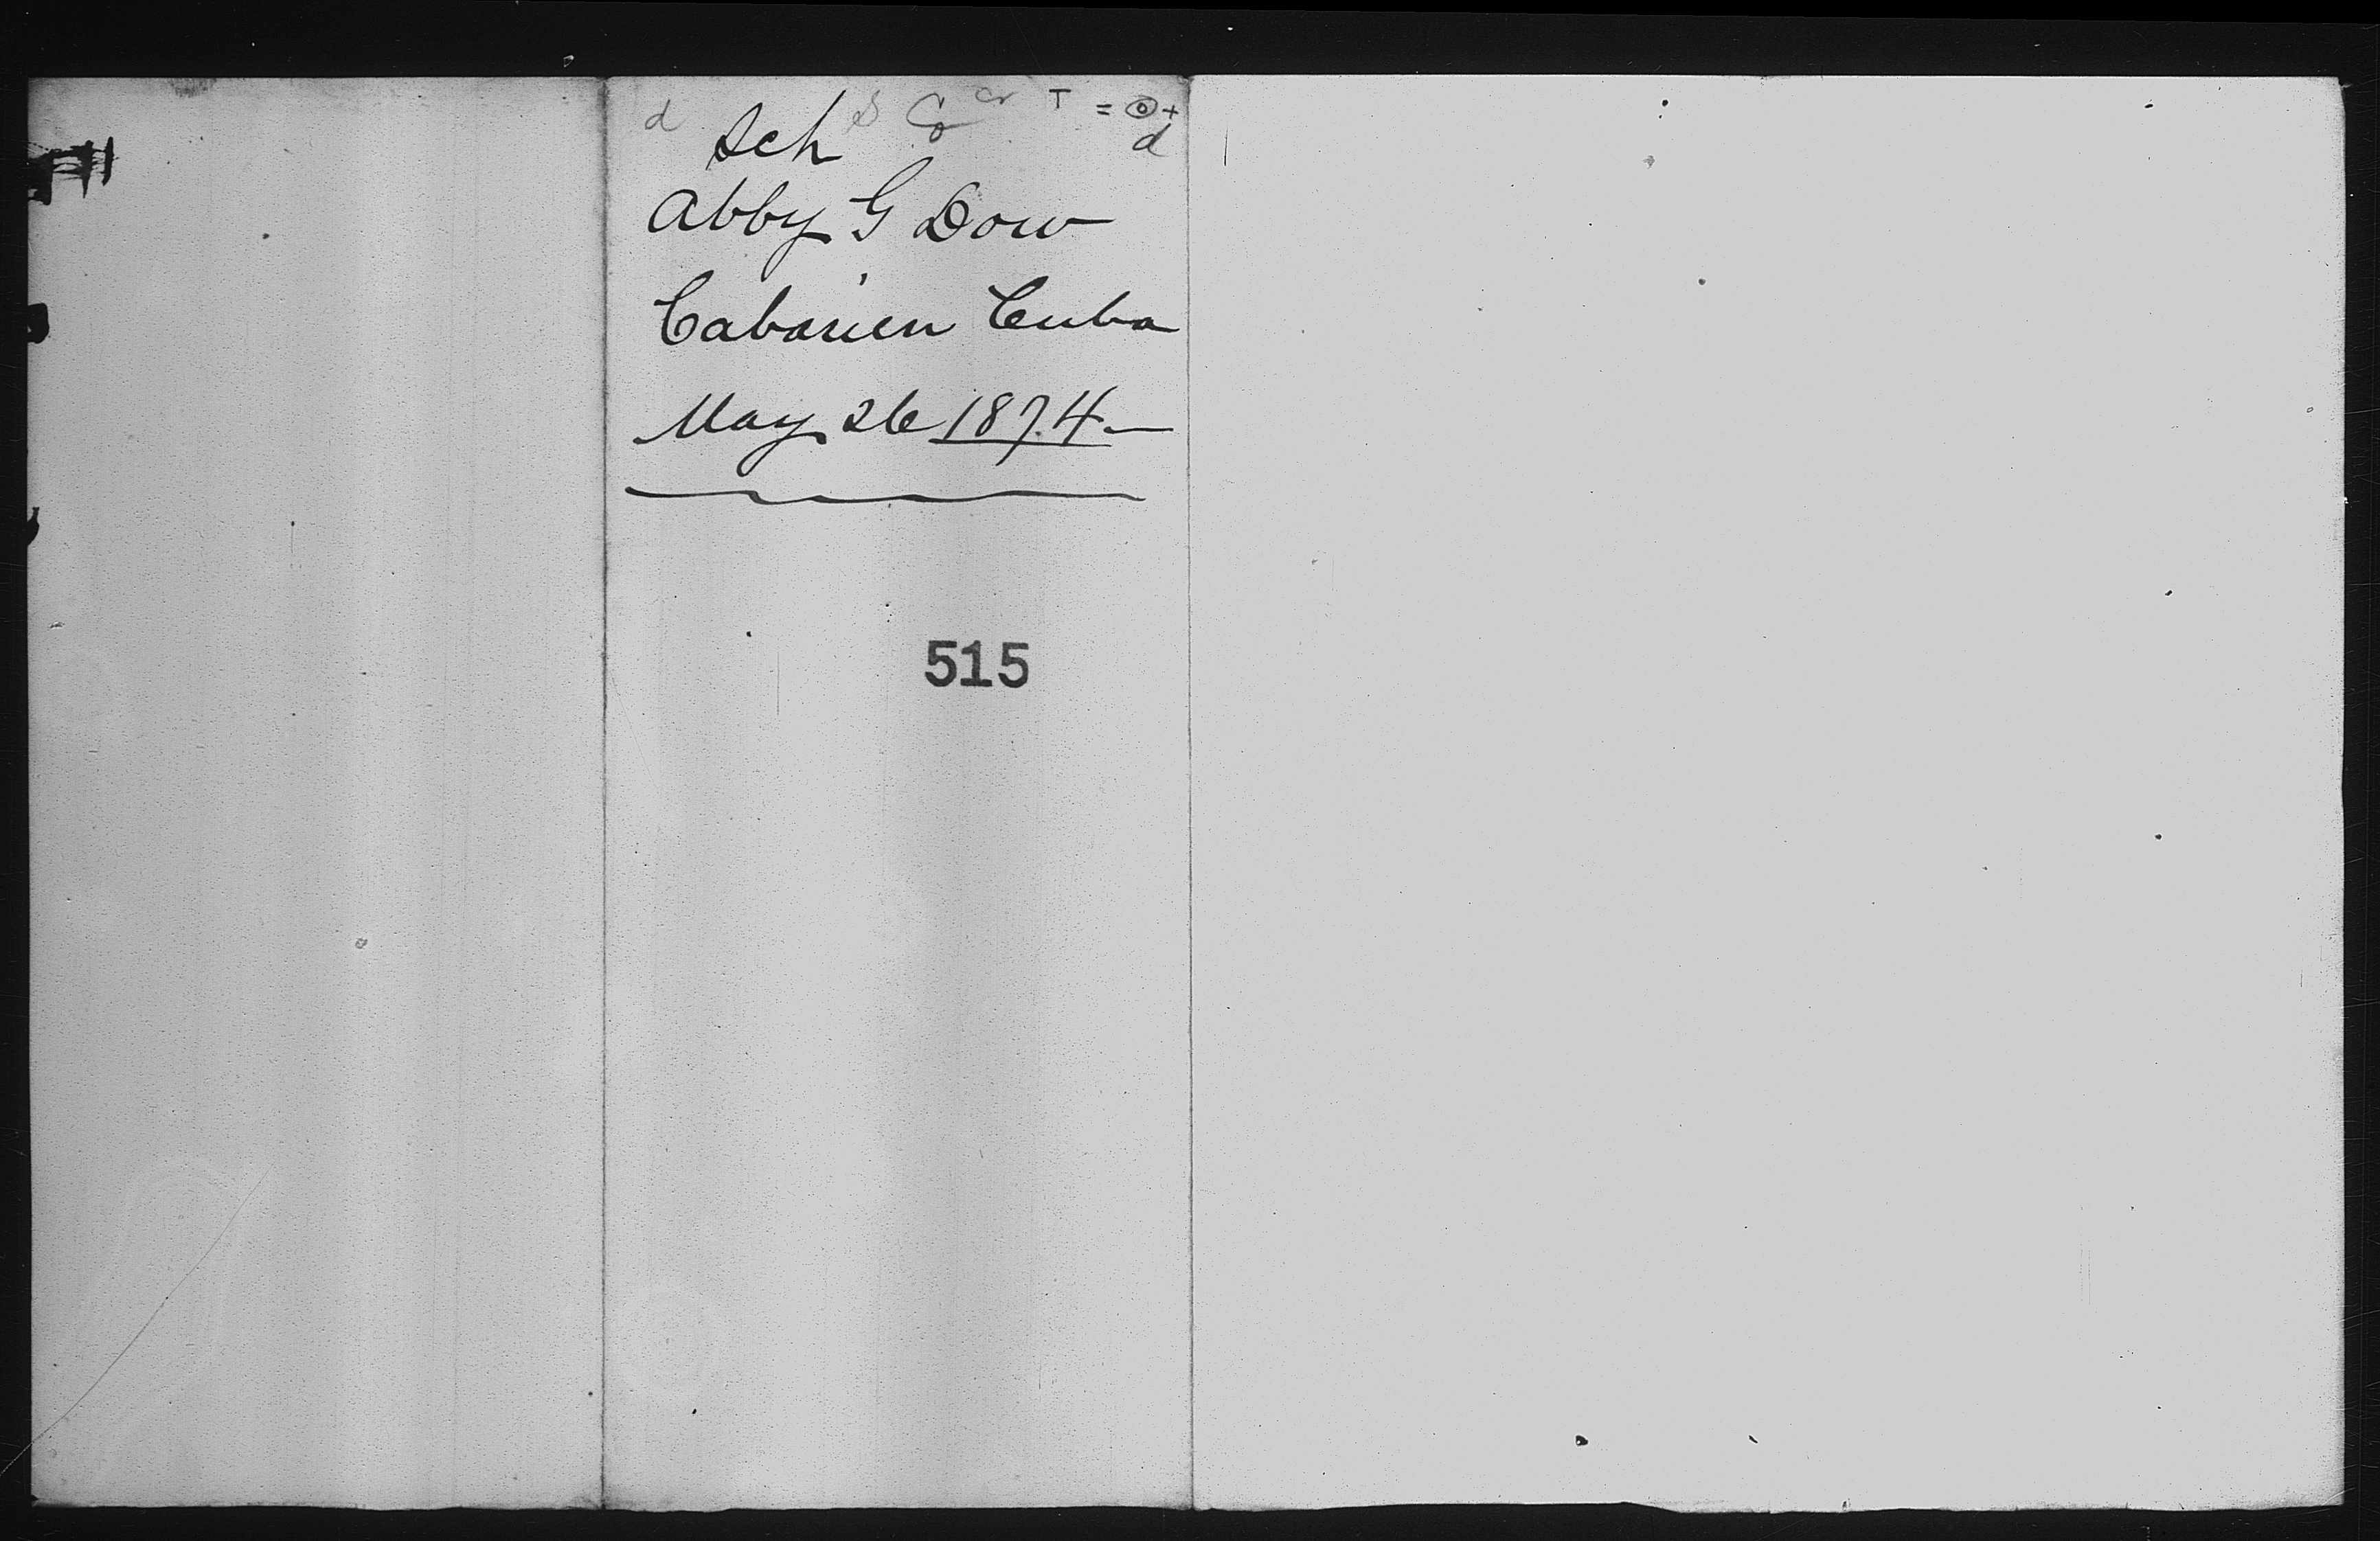 d
Sch
T = +
d
Abby G Dow
Cabarien Cuba
May 26 1874
515